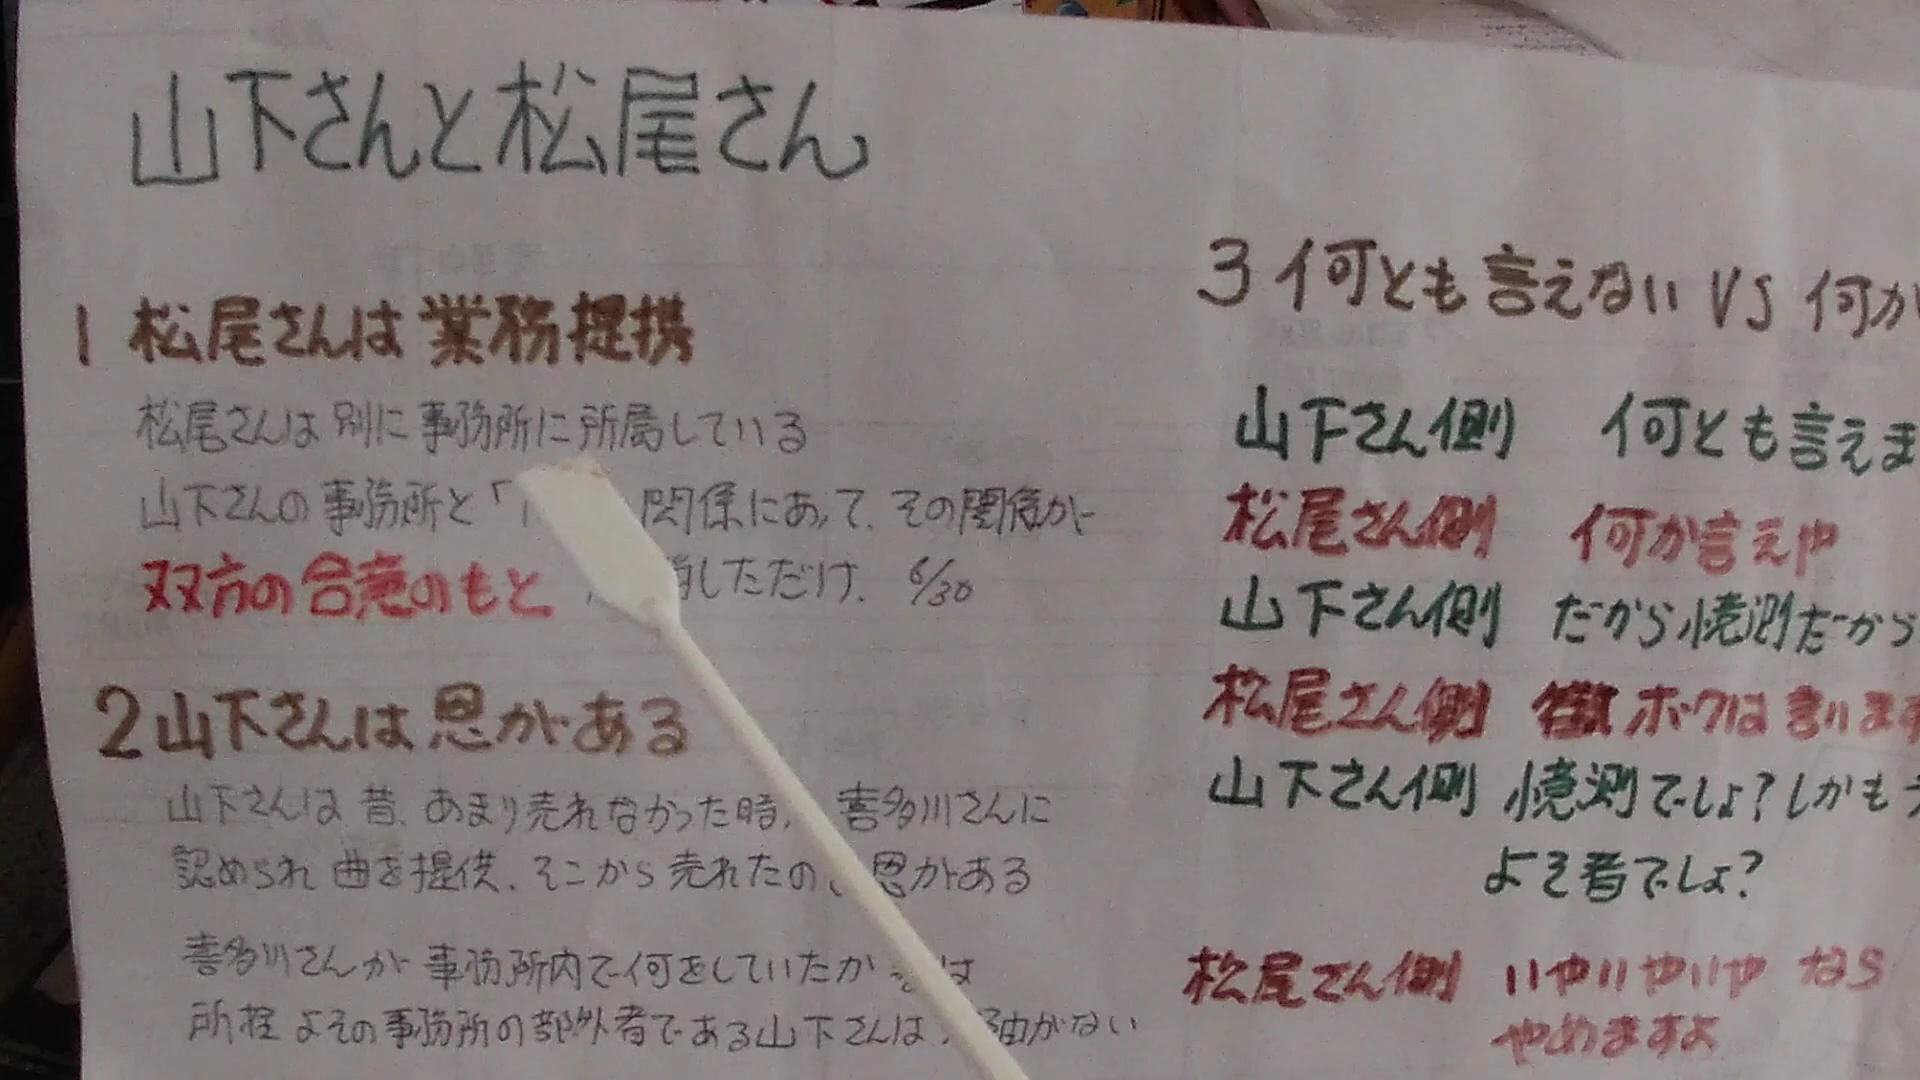 山下さんと松尾さん
1 松尾さんは業務提携
松尾さんは別に事務所に所属している
山下さんの事務所と「 関係にあって、その関係が
双方の合意のもと 消しただけ、6/30
2 山下さんは恩がある
山下さんは昔、あまり売れなかった時、喜多川さんに
認められ曲を提供、そこから売れたの、恩がある
喜多川さんが事務所内で何をしていたか は
所詮よその事務所の部外者である山下さんは、 由がない
3 何とも言えない VS 何か
山下さん側 何とも言えま
松尾さん側 何か言えや
山下さん側 だから憶測だから
松尾さん側 ボクは言います
山下さん側 憶測でしょ?しかも
よそ者でしょ?
松尾さん側 いやいやいや なら
やめますよ